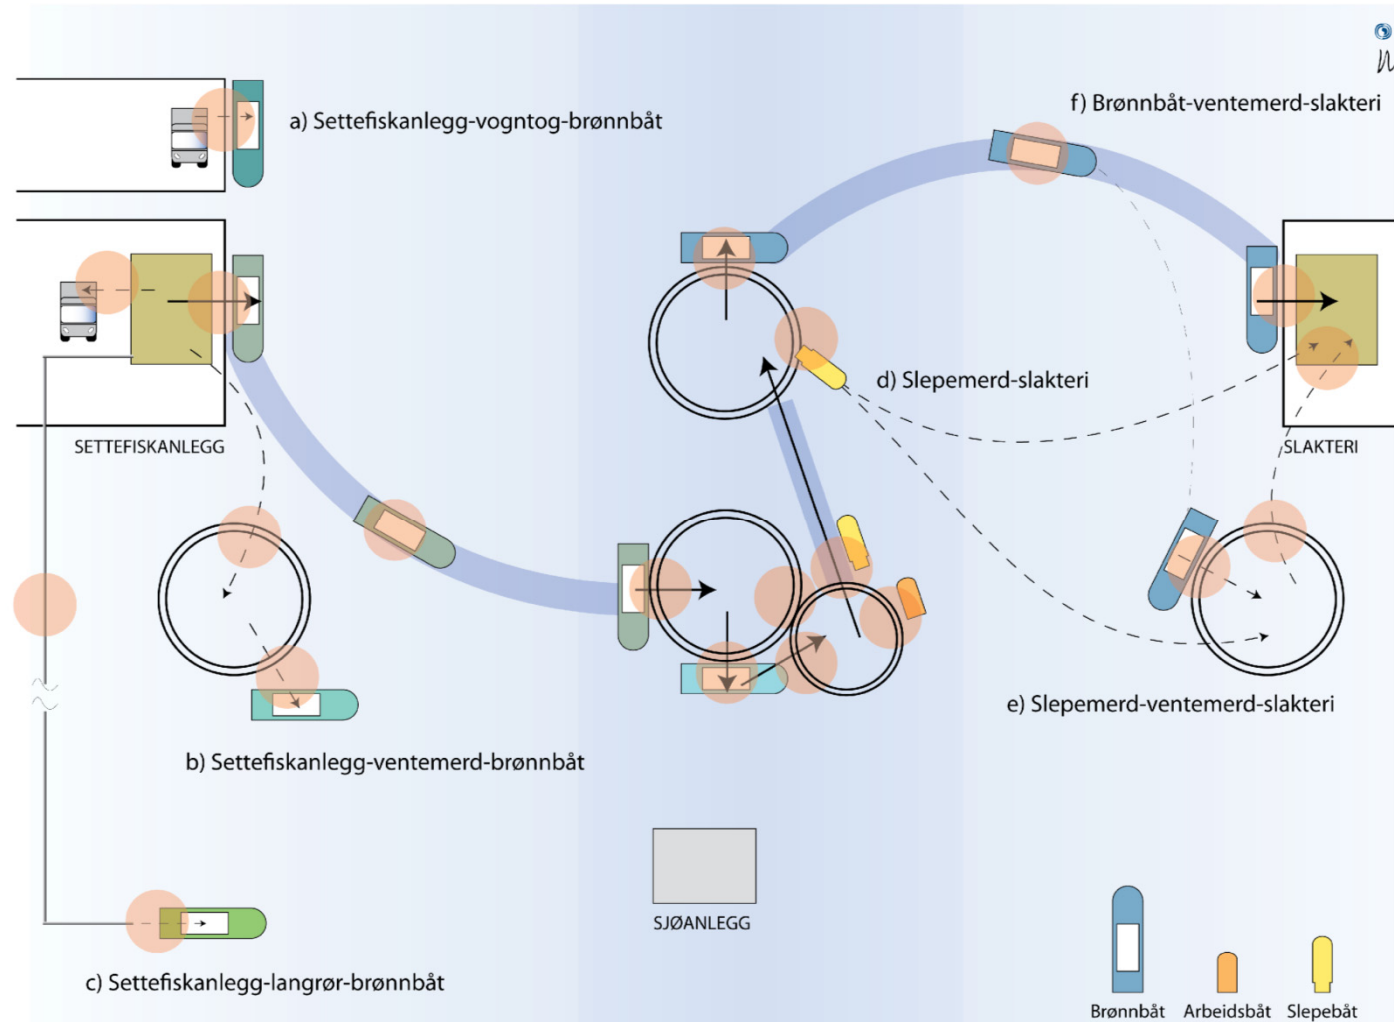 a) Settefiskanlegg-vogntog-brønnbåt
f) Brønnbåt-ventemerd-slakteri
d) Slepemerd-slakteri
SETTEFISKANLEGG
SLAKTERI
e) Slepemerd-ventemerd-slakteri
b) Settefiskanlegg-ventemerd-brønnbåt
SJØANLEGG
c) Settefiskanlegg-langrør-brønnbåt
Brønnbåt
Arbeidsbåt
Slepebåt